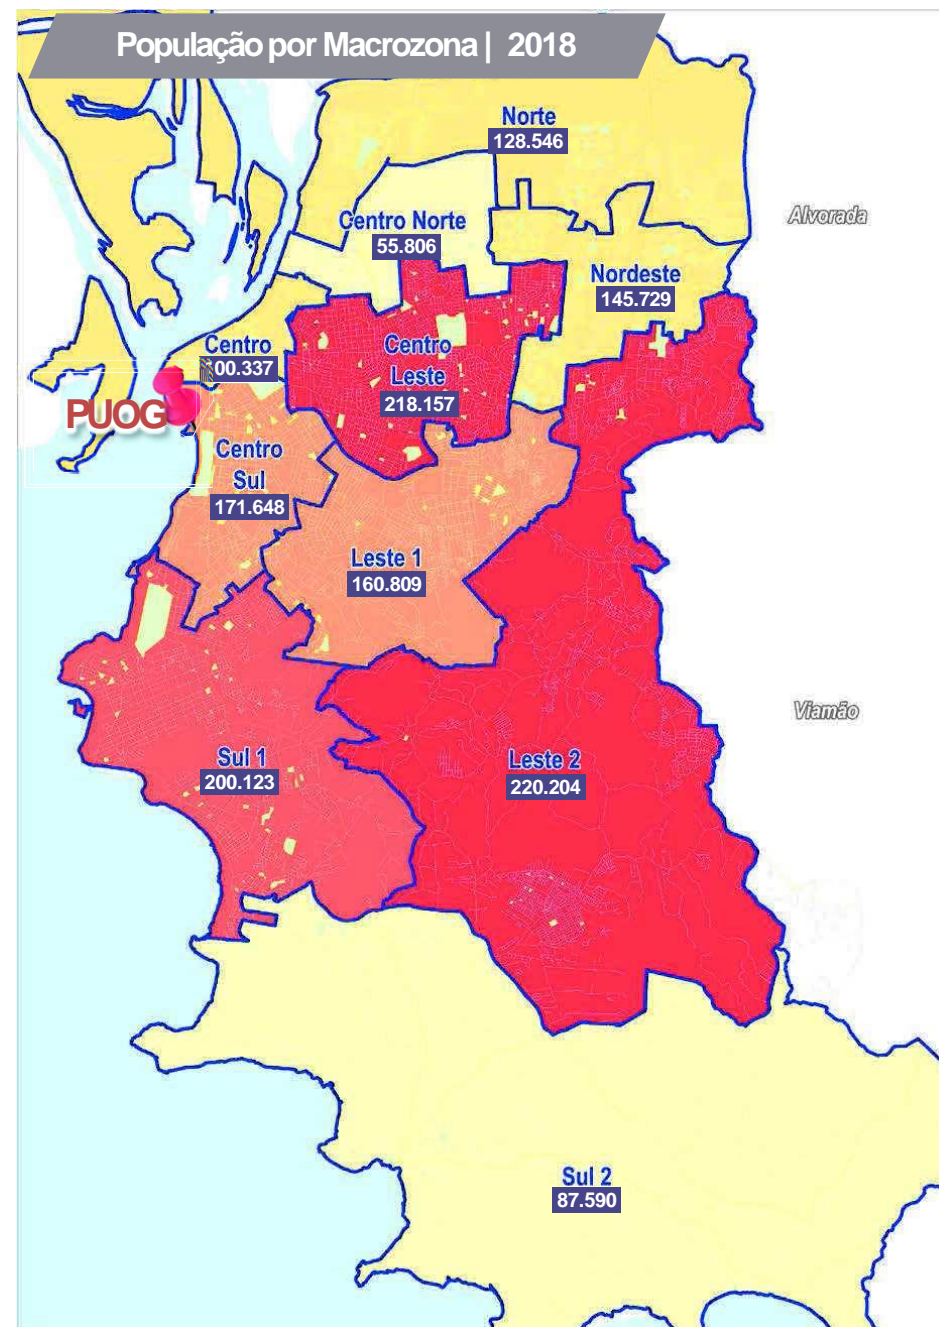 População por Macrozona | 2018
Norte
128.546
Alvorada
Centro Norte
55.806
Nordeste
145.729
Centro
00.337
Centro
Leste
218.157
PUOG
Centro
Sul
171.648
Leste 1
160.809
Viamão
Sul 1
200.123
Leste 2
220.204
Sul 2
87.590